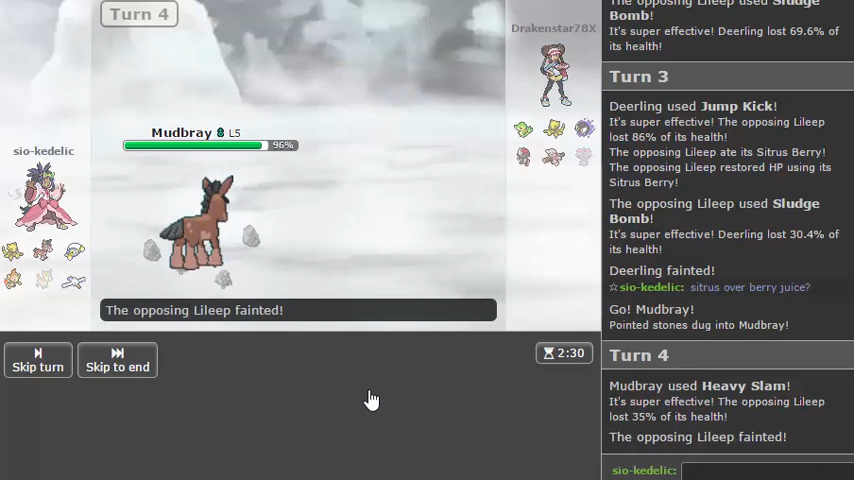 Turn 4
Drakenstar78X
Mudbray ♂ L5
96%
sio-kedelic
The opposing Lileep fainted!
Skip turn
Skip to end
2:30
The opposing Lileep used Sludge
Bomb!
It's super effective! Deerling lost 69.6% of
its health!
Turn 3
Deerling used Jump Kick!
It's super effective! The opposing Lileep
lost 86% of its health!
The opposing Lileep ate its Sitrus Berry!
The opposing Lileep restored HP using its
Sitrus Berry!
The opposing Lileep used Sludge
Bomb!
It's super effective! Deerling lost 30.4% of
its health!
Deerling fainted!
☆sio-kedelic: sitrus over berry juice?
Go! Mudbray!
Pointed stones dug into Mudbray!
Turn 4
Mudbray used Heavy Slam!
It's super effective! The opposing Lileep
lost 35% of its health!
The opposing Lileep fainted!
sio-kedelic: